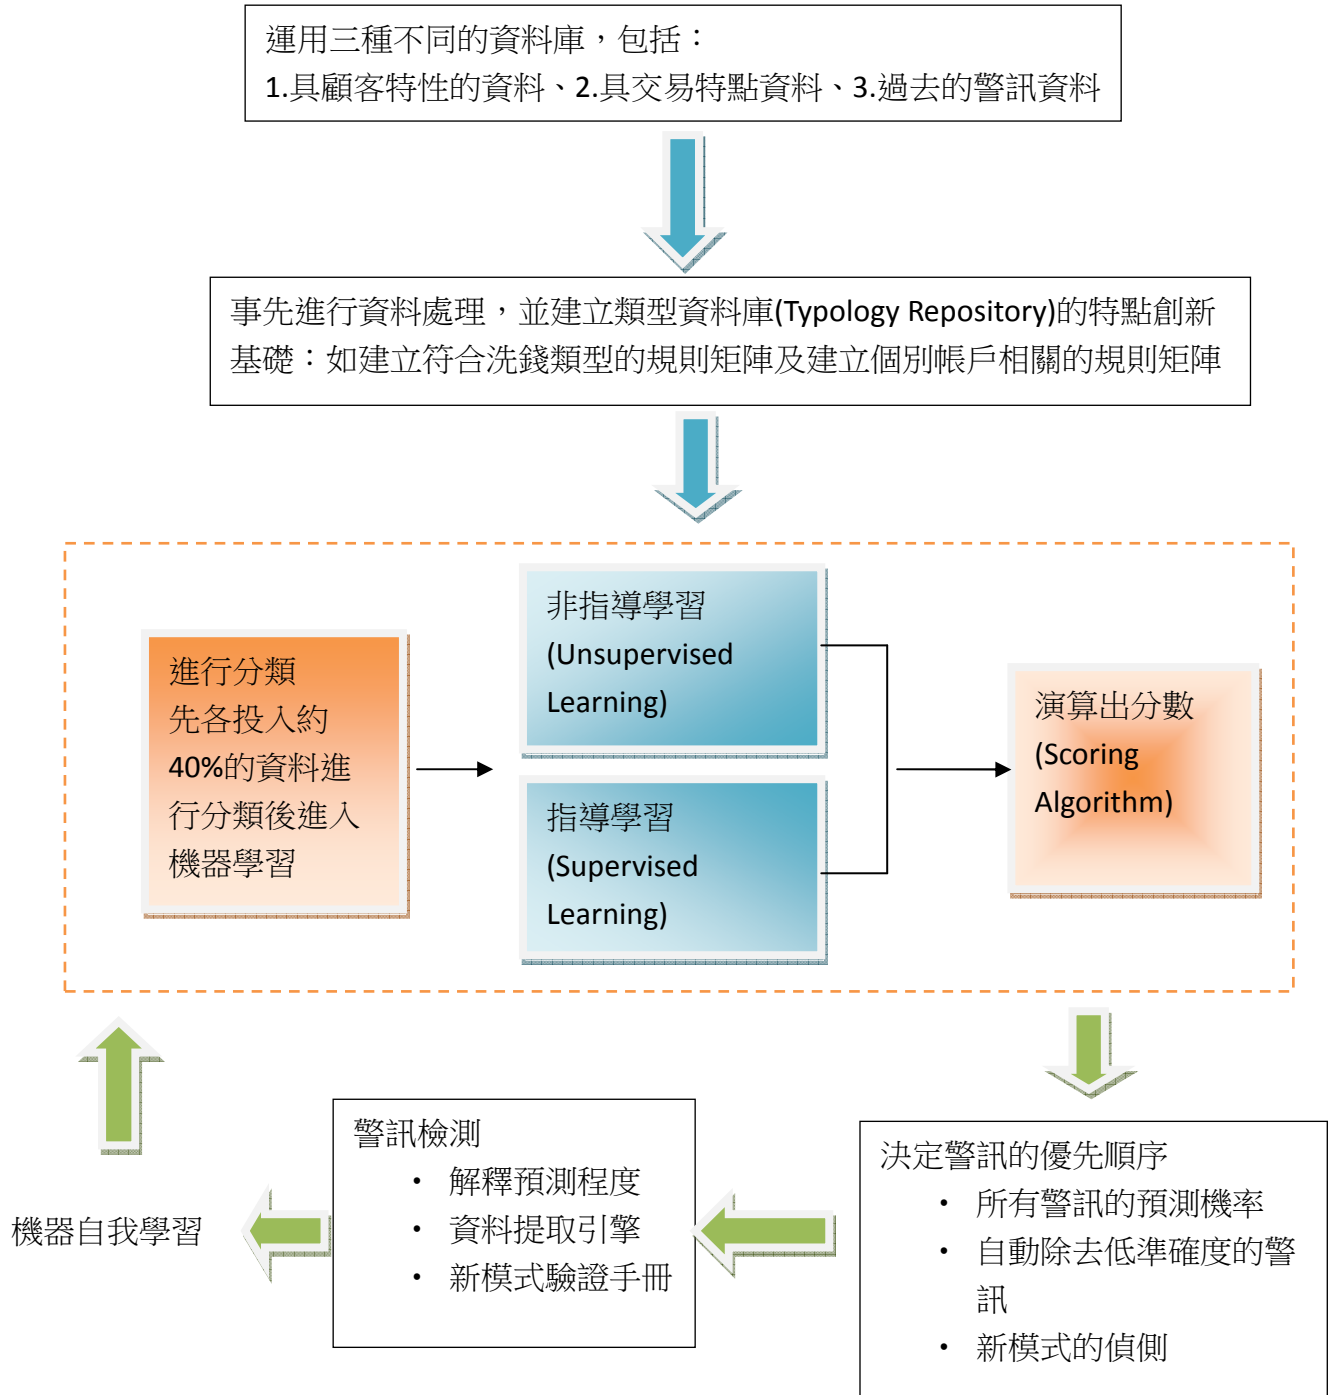 運用三種不同的資料庫，包括：
1.具顧客特性的資料、2.具交易特點資料、3.過去的警訊資料
事先進行資料處理，並建立類型資料庫(Typology Repository)的特點創新
基礎：如建立符合洗錢類型的規則矩陣及建立個別帳戶相關的規則矩陣
進行分類
先各投入約
40%的資料進
行分類後進入
機器學習
非指導學習
(Unsupervised
Learning)
指導學習
(Supervised
Learning)
演算出分數
(Scoring
Algorithm)
決定警訊的優先順序
• 所有警訊的預測機率
• 自動除去低準確度的警
訊
• 新模式的偵側
警訊檢測
• 解釋預測程度
• 資料提取引擎
• 新模式驗證手冊
機器自我學習